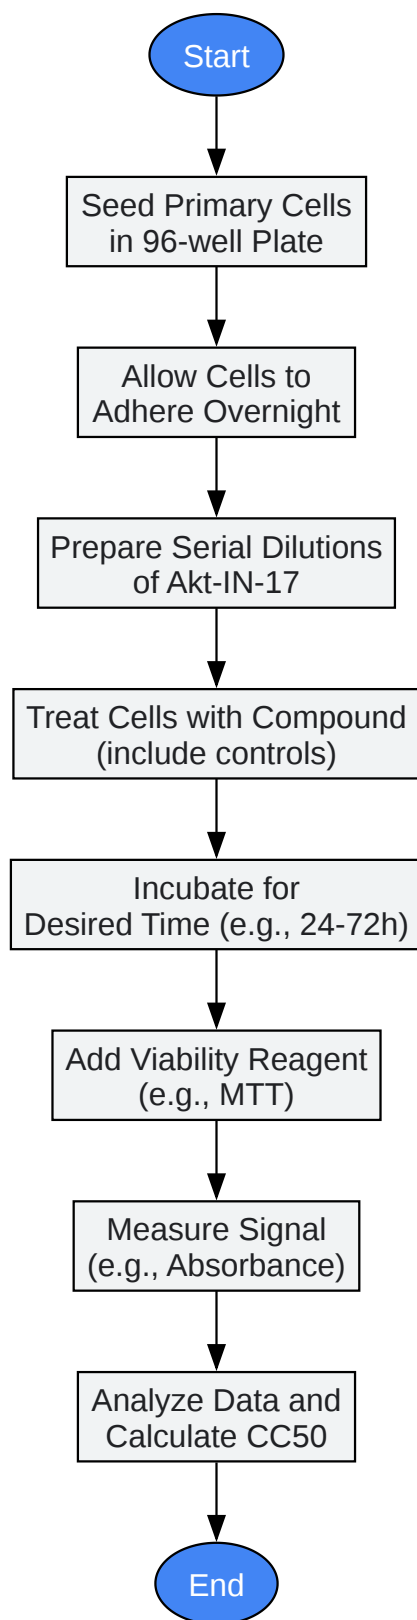 Start
Seed Primary Cells
in 96-well Plate
Allow Cells to
Adhere Overnight
Prepare Serial Dilutions
of Akt-IN-17
Treat Cells with Compound
(include controls)
Incubate for
Desired Time (e.g., 24-72h)
Add Viability Reagent
(e.g., MTT)
Measure Signal
(e.g., Absorbance)
Analyze Data and
Calculate CC50
End